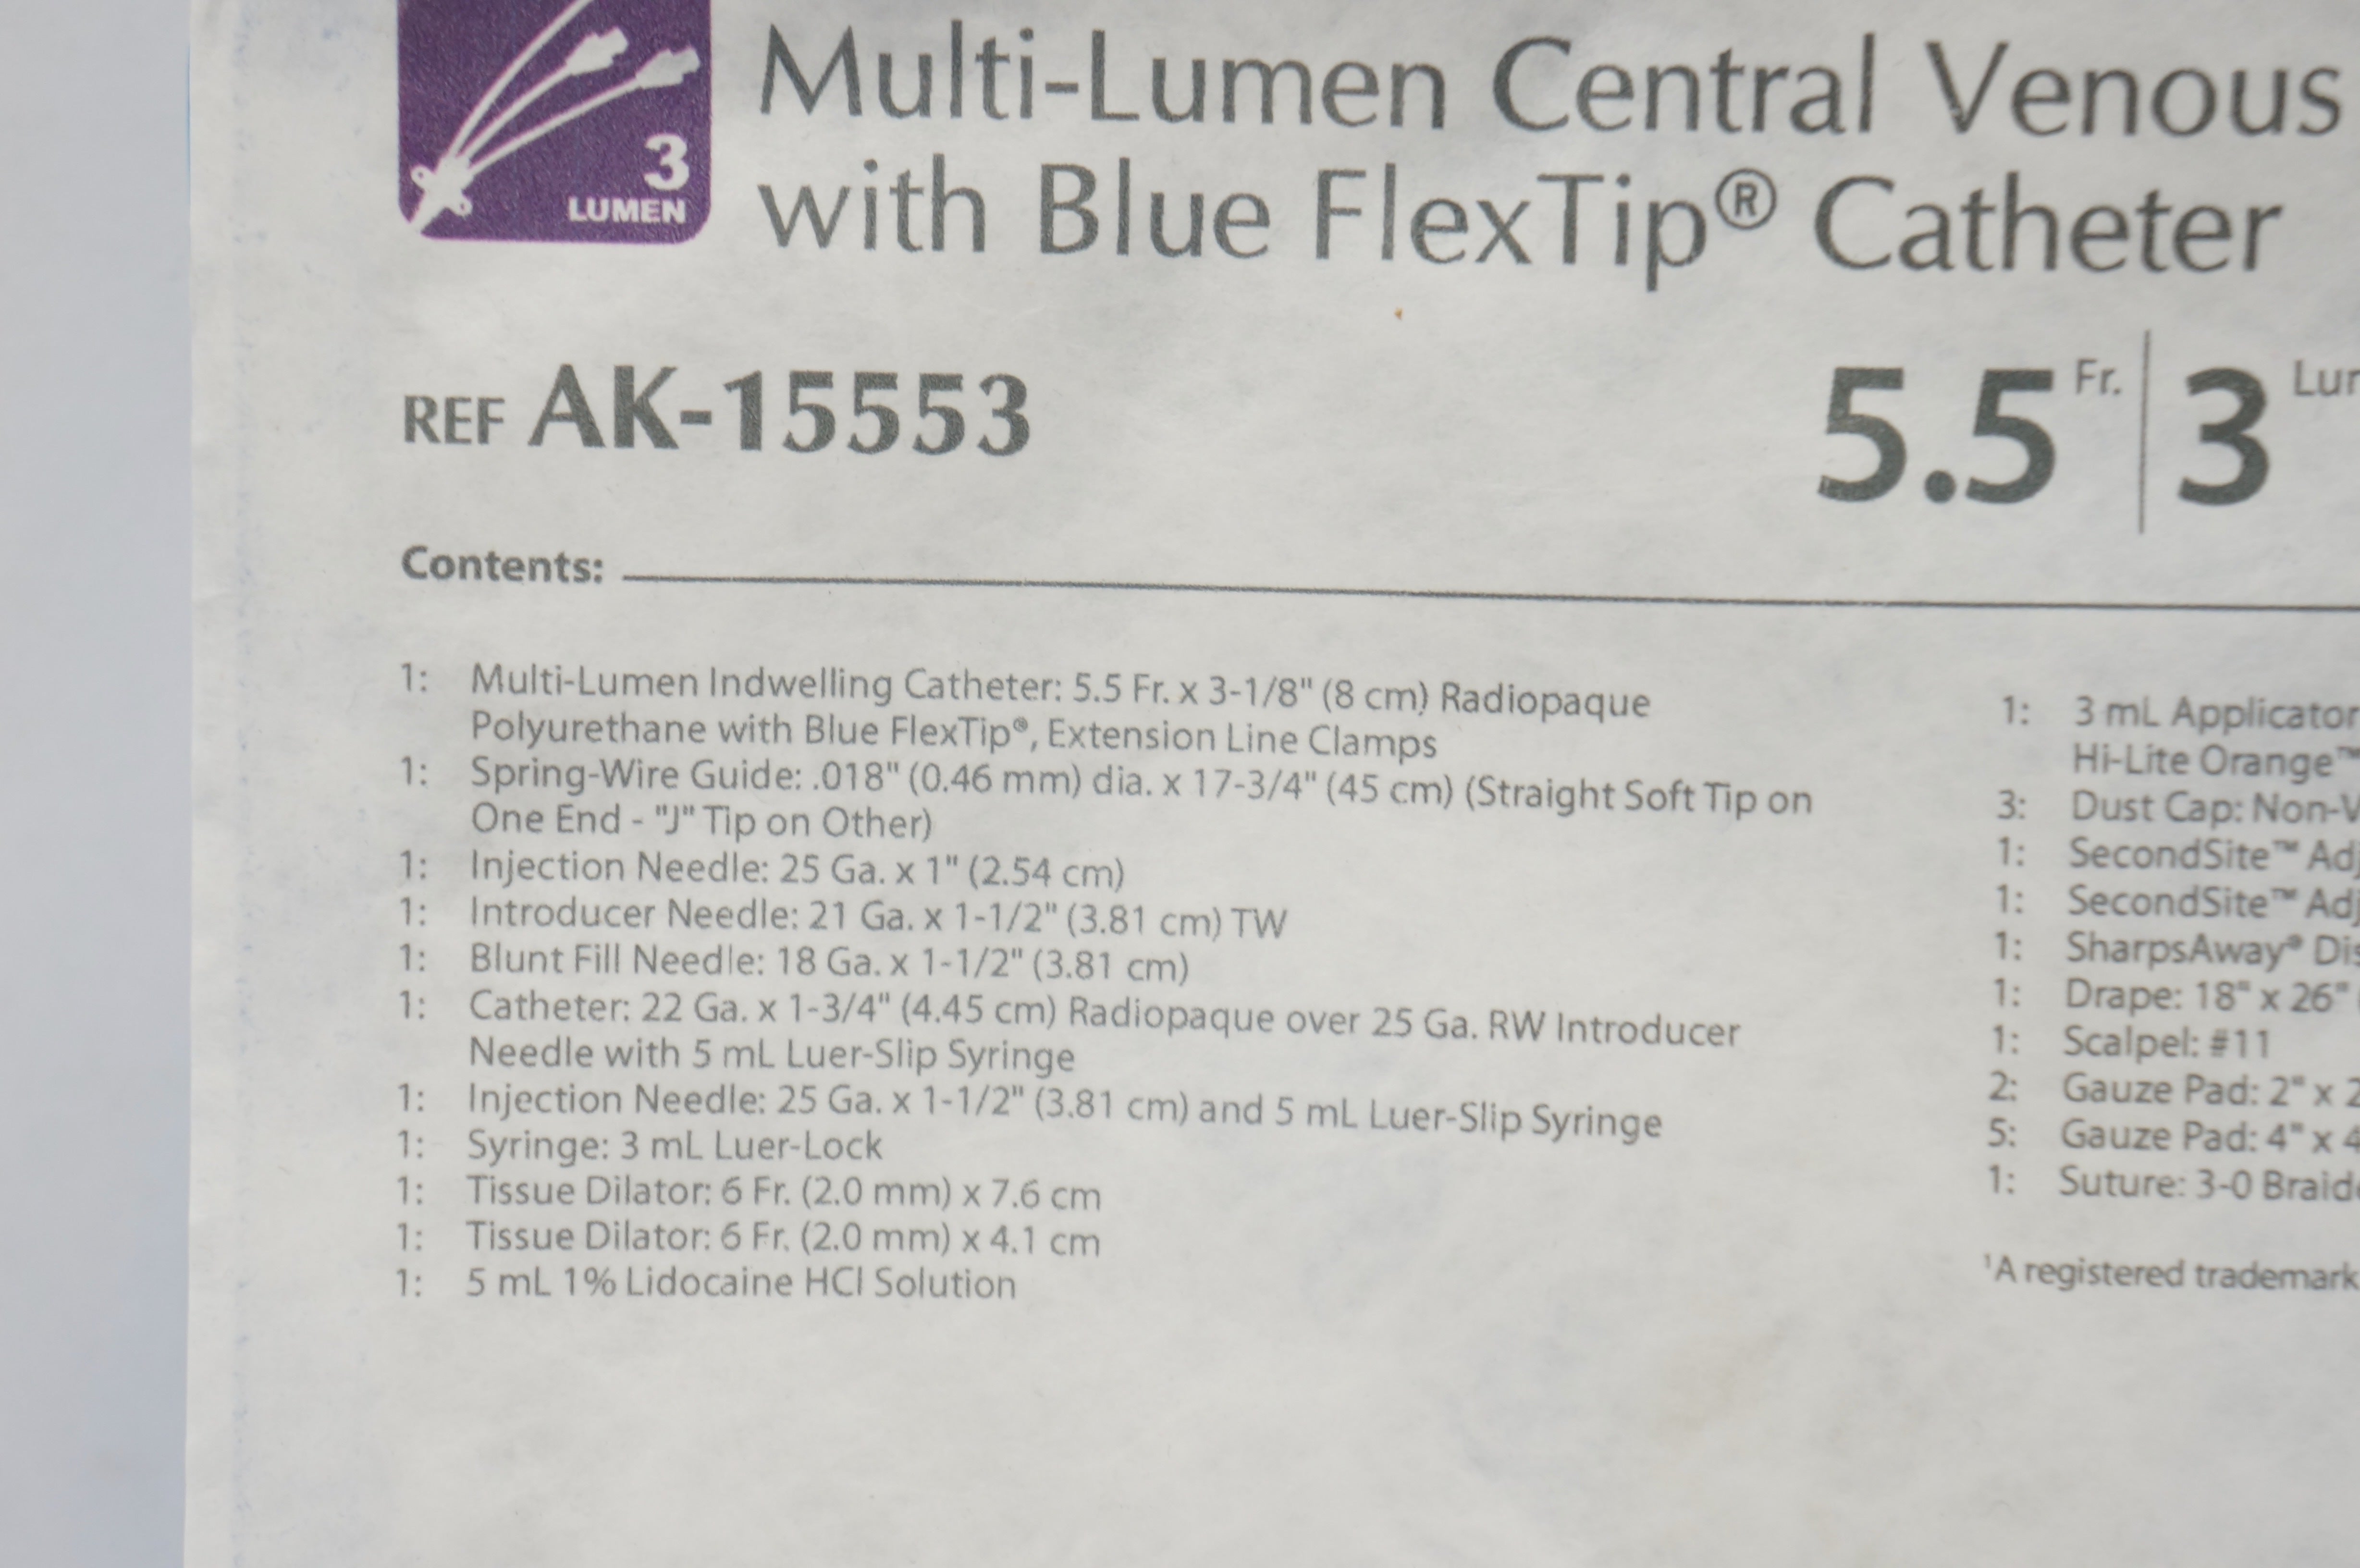 3
LUMEN
Multi-Lumen Central Venous
with Blue FlexTip® Catheter
REF AK-15553
5.5 Fr. 3
Contents:
1: Multi-Lumen Indwelling Catheter: 5.5 Fr. x 3-1/8" (8 cm) Radiopaque
Polyurethane with Blue FlexTip®, Extension Line Clamps
1: Spring-Wire Guide: .018" (0.46 mm) dia. x 17-3/4" (45 cm) (Straight Soft Tip on
One End - "J" Tip on Other)
1: Injection Needle: 25 Ga. x 1" (2.54 cm)
1: Introducer Needle: 21 Ga. x 1-1/2" (3.81 cm) TW
1: Blunt Fill Needle: 18 Ga. x 1-1/2" (3.81 cm)
1: Catheter: 22 Ga. x 1-3/4" (4.45 cm) Radiopaque over 25 Ga. RW Introducer
Needle with 5 mL Luer-Slip Syringe
1: Injection Needle: 25 Ga. x 1-1/2" (3.81 cm) and 5 mL Luer-Slip Syringe
1: Syringe: 3 mL Luer-Lock
1: Tissue Dilator: 6 Fr. (2.0 mm) x 7.6 cm
1: Tissue Dilator: 6 Fr. (2.0 mm) x 4.1 cm
1: 5 mL 1% Lidocaine HCl Solution
1: 3 mL Applicator
Hi-Lite Orange™
3: Dust Cap:
1: SecondSite™
1: SecondSite™
1: SharpsAway®
1: Drape: 18" x 26"
1: Scalpel: #11
2: Gauze Pad: 2" x
5: Gauze Pad: 4" x
1: Suture: 3-0
¹A registered trademark